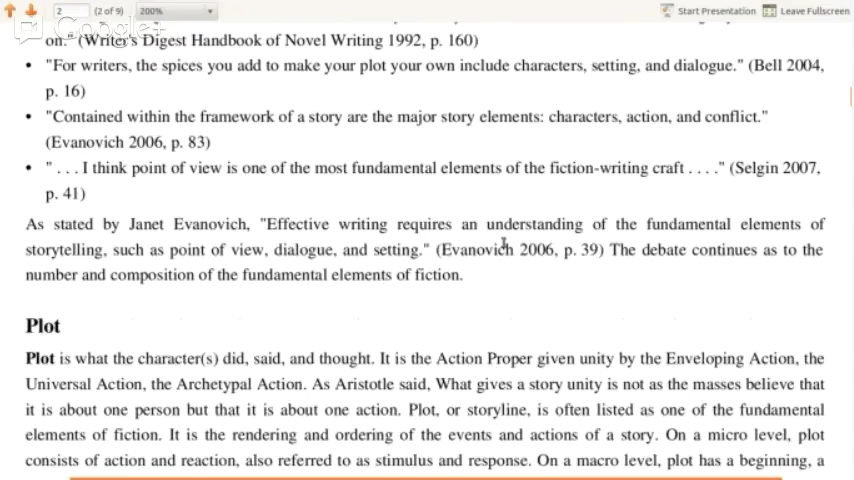 2 (2 of 9) 200% Start Presentation Leave Fullscreen
Google+
on." (Writer's Digest Handbook of Novel Writing 1992, p. 160)
• "For writers, the spices you add to make your plot your own include characters, setting, and dialogue." (Bell 2004,
p. 16)
• "Contained within the framework of a story are the major story elements: characters, action, and conflict."
(Evanovich 2006, p. 83)
• " . . . I think point of view is one of the most fundamental elements of the fiction-writing craft . . . ." (Selgin 2007,
p. 41)
As stated by Janet Evanovich, "Effective writing requires an understanding of the fundamental elements of
storytelling, such as point of view, dialogue, and setting." (Evanovich 2006, p. 39) The debate continues as to the
number and composition of the fundamental elements of fiction.
Plot
Plot is what the character(s) did, said, and thought. It is the Action Proper given unity by the Enveloping Action, the
Universal Action, the Archetypal Action. As Aristotle said, What gives a story unity is not as the masses believe that
it is about one person but that it is about one action. Plot, or storyline, is often listed as one of the fundamental
elements of fiction. It is the rendering and ordering of the events and actions of a story. On a micro level, plot
consists of action and reaction, also referred to as stimulus and response. On a macro level, plot has a beginning, a